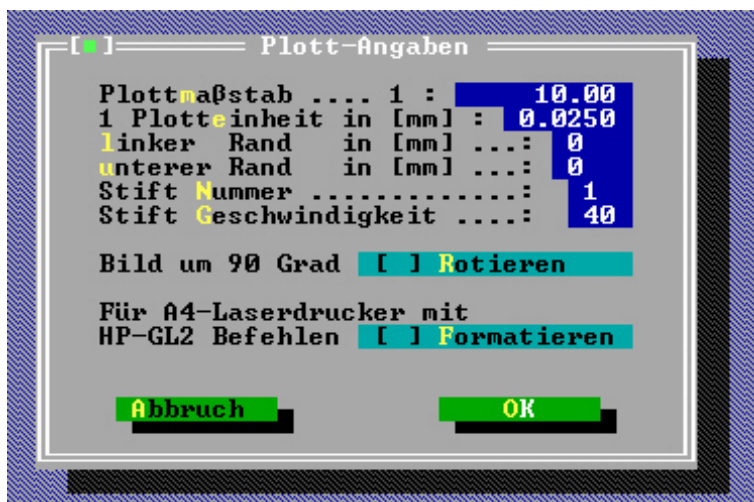 [■] Plott-Angaben
Plottmaßstab .... 1 : 10.00
1 Plotteinheit in [mm] : 0.0250
linker Rand in [mm] ...: 0
unterer Rand in [mm] ...: 0
Stift Nummer .............: 1
Stift Geschwindigkeit ....: 40
Bild um 90 Grad [ ] Rotieren
Für A4-Laserdrucker mit
HP-GL2 Befehlen [ ] Formatieren
Abbruch OK